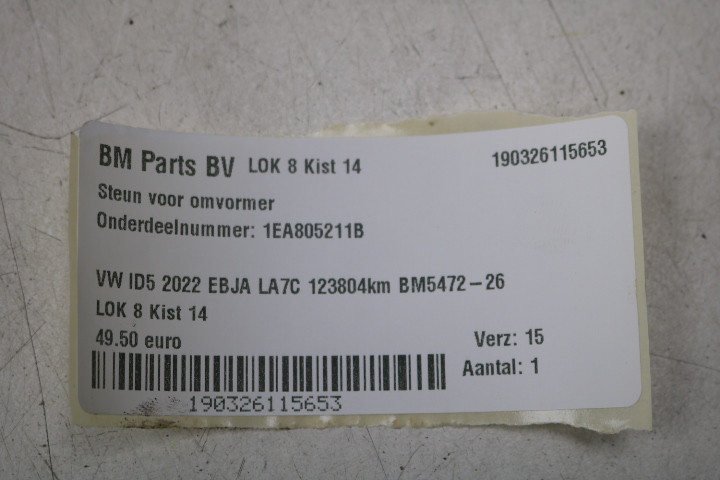 BM Parts BV LOK 8 Kist 14 190326115653
Steun voor omvormer
Onderdeelnummer: 1EA805211B
VW ID5 2022 EBJA LA7C 123804km BM5472-26
LOK 8 Kist 14
49.50 euro Verz: 15
Aantal: 1
190326115653